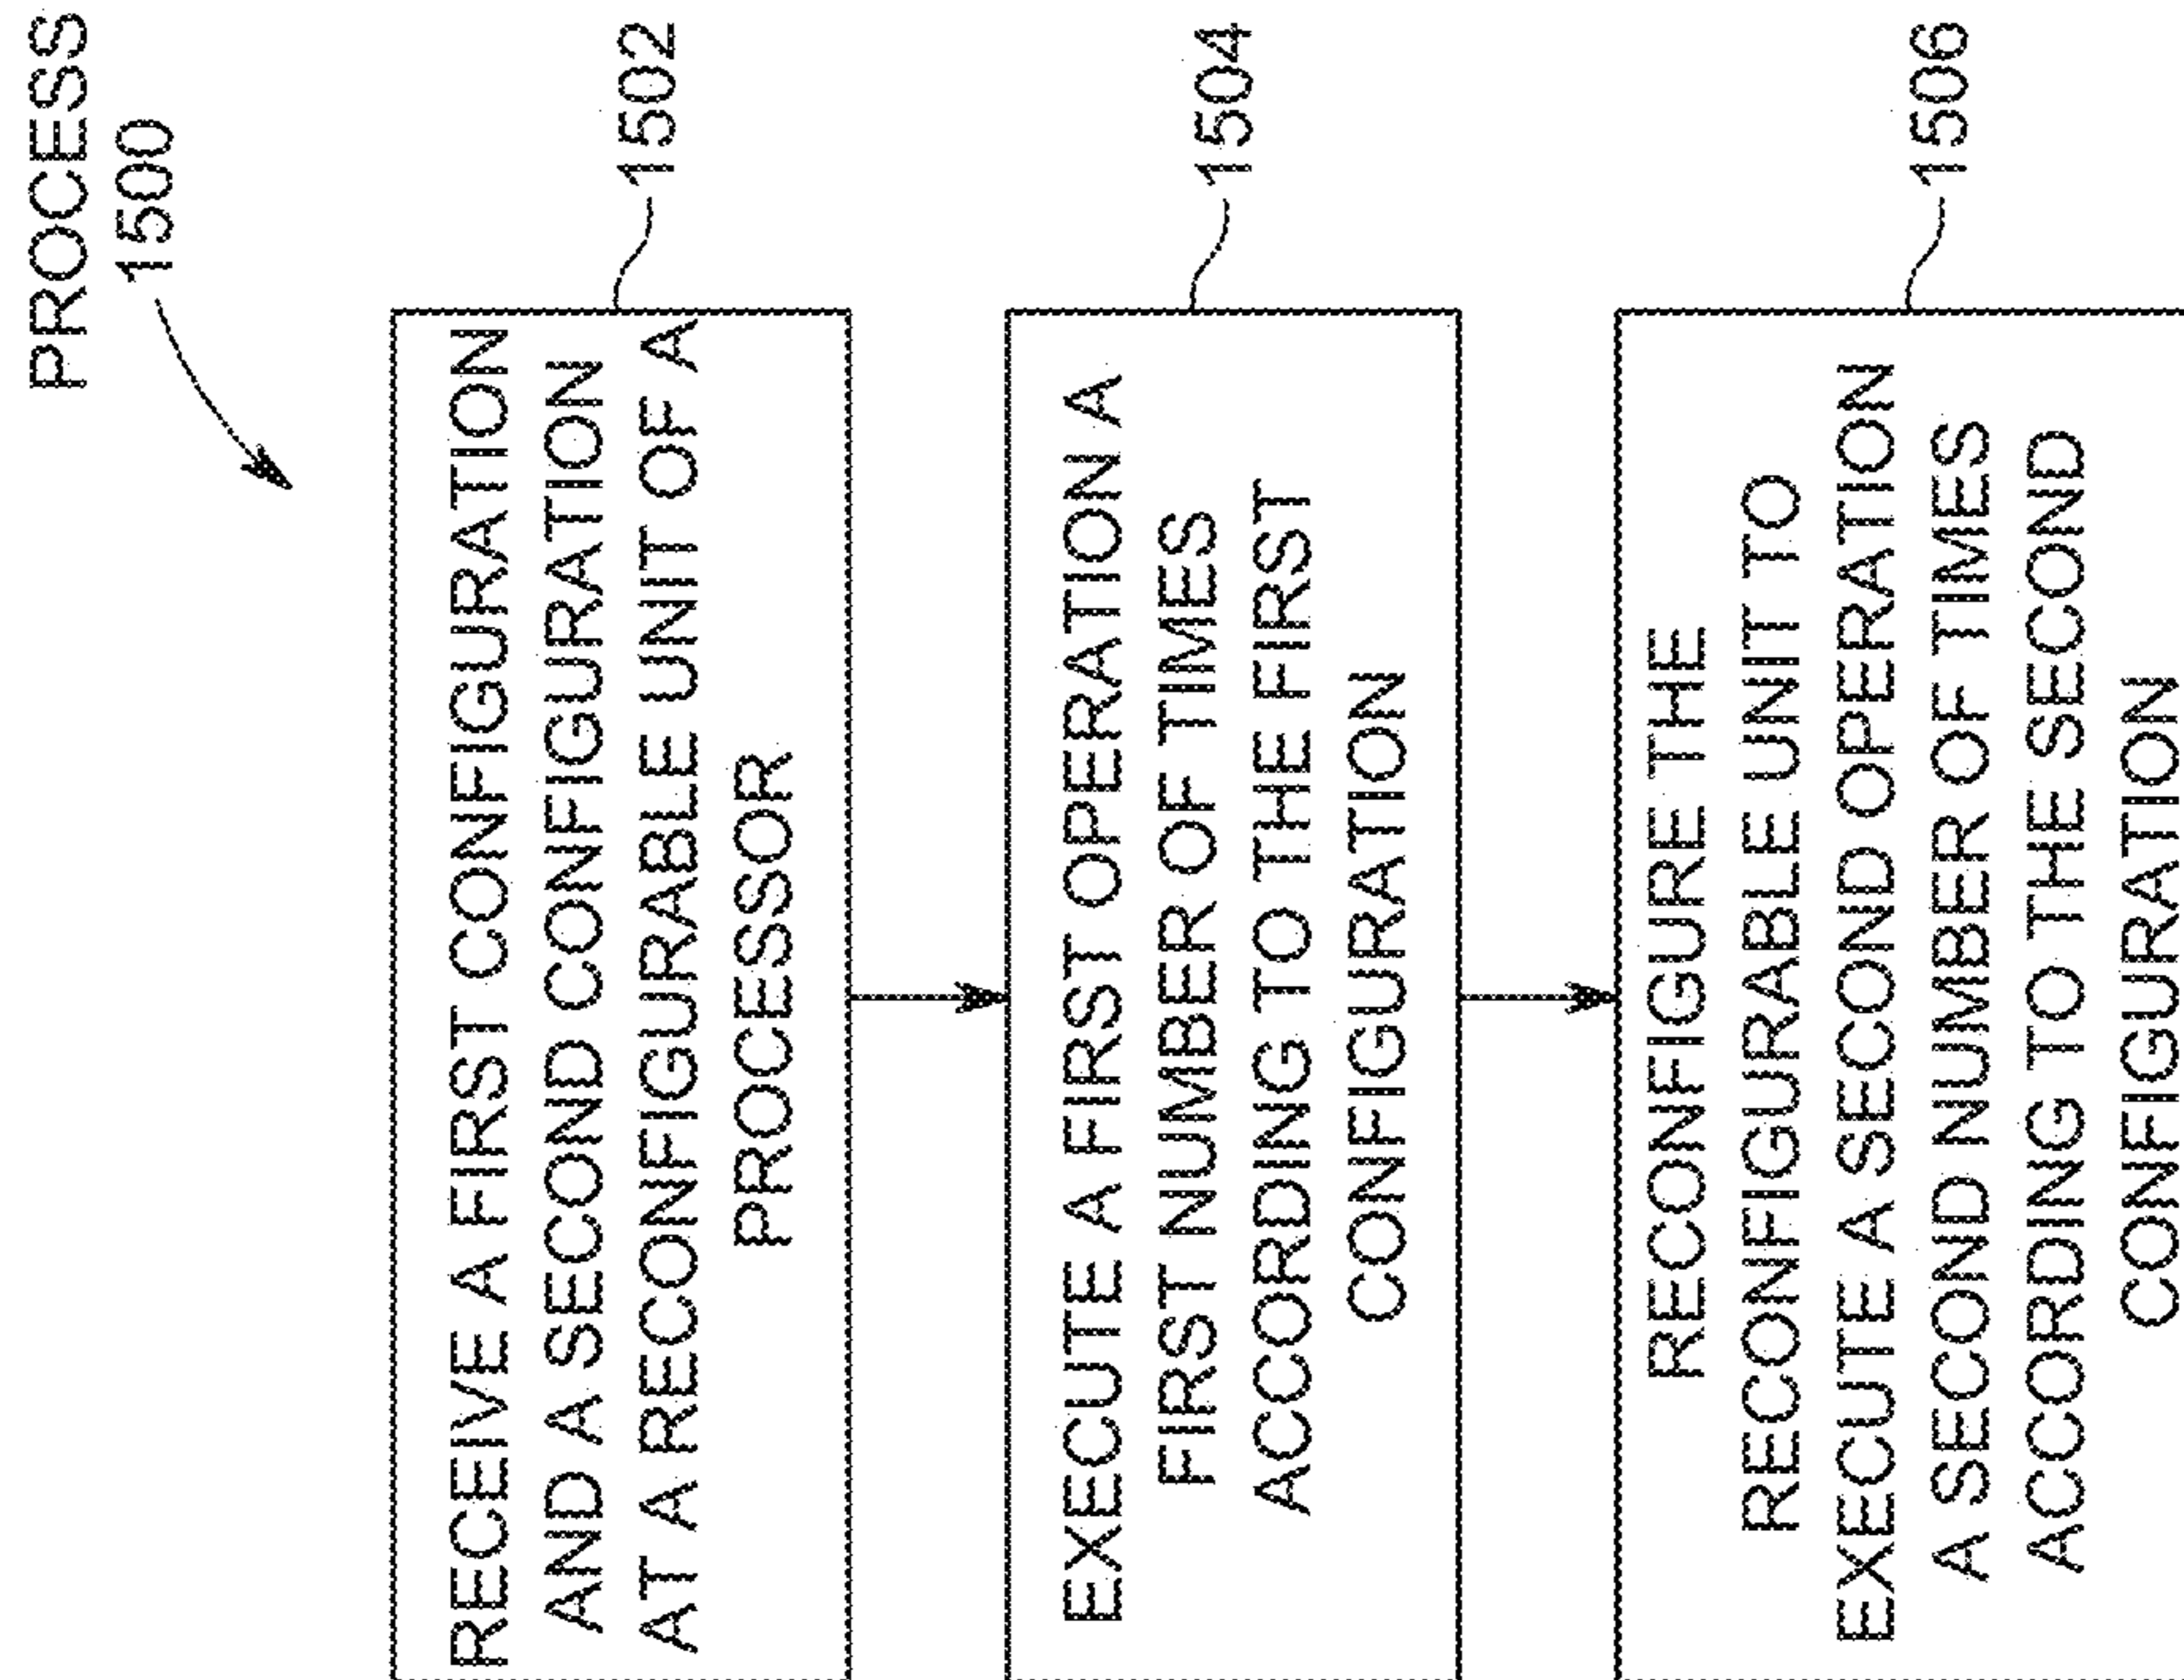 PROCESS
1500
RECEIVE A FIRST CONFIGURATION
AND A SECOND CONFIGURATION
AT A RECONFIGURABLE UNIT OF A
PROCESSOR
1502
EXECUTE A FIRST OPERATION A
FIRST NUMBER OF TIMES
ACCORDING TO THE FIRST
CONFIGURATION
1504
RECONFIGURE THE
RECONFIGURABLE UNIT TO
EXECUTE A SECOND OPERATION
A SECOND NUMBER OF TIMES
ACCORDING TO THE SECOND
CONFIGURATION
1506